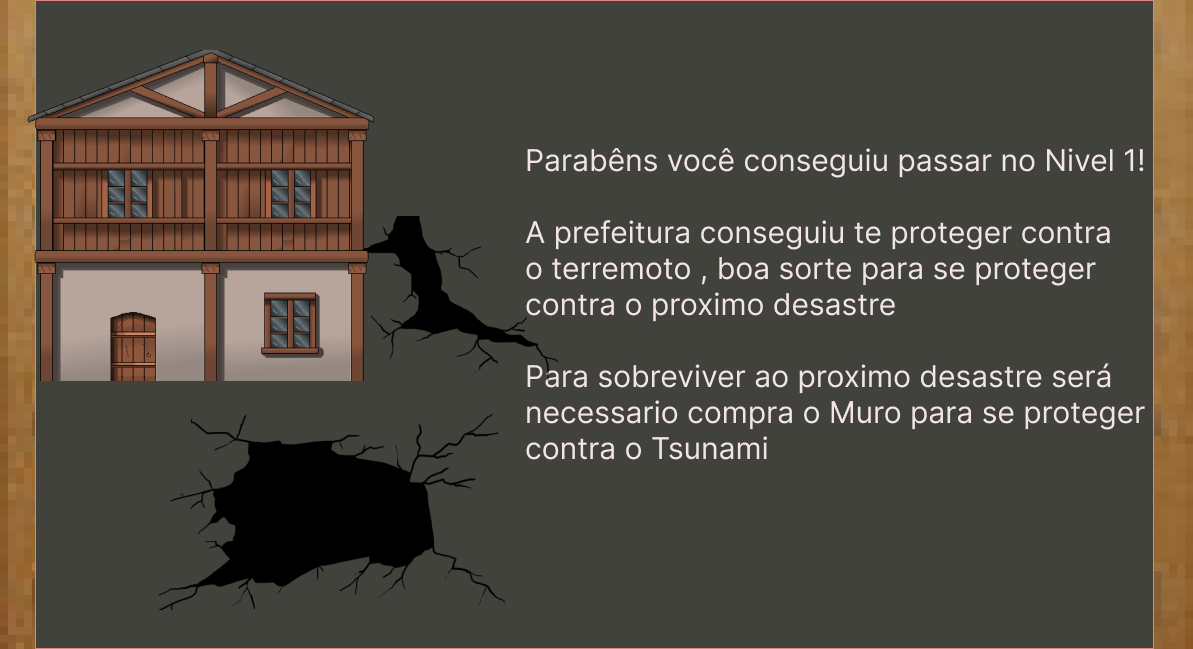 Parabêns você conseguiu passar no Nivel 1!
A prefeitura conseguiu te proteger contra
o terremoto , boa sorte para se proteger
contra o proximo desastre
Para sobreviver ao proximo desastre será
necessario compra o Muro para se proteger
contra o Tsunami